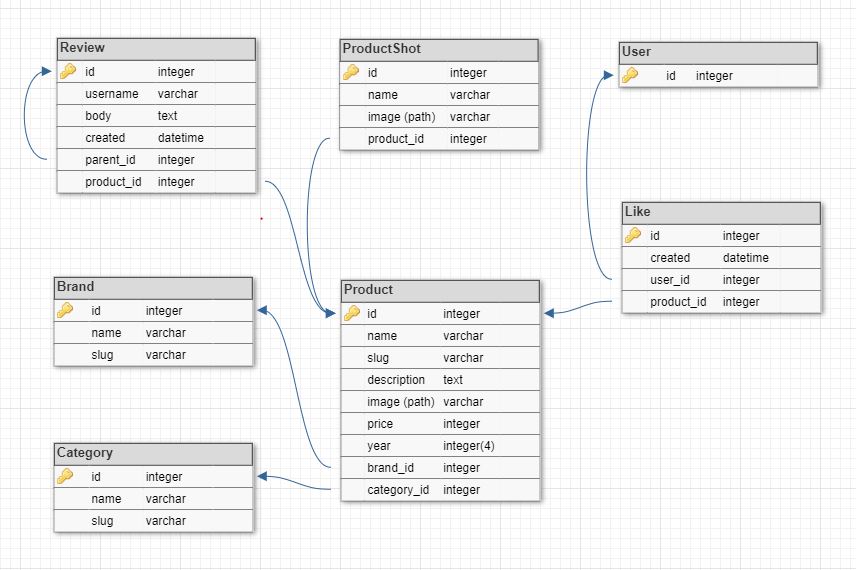 Review
id integer
username varchar
body text
created datetime
parent_id integer
product_id integer
ProductShot
id integer
name varchar
image (path) varchar
product_id integer
User
id integer
Like
id integer
created datetime
user_id integer
product_id integer
Brand
id integer
name varchar
slug varchar
Product
id integer
name varchar
slug varchar
description text
image (path) varchar
price integer
year integer(4)
brand_id integer
category_id integer
Category
id integer
name varchar
slug varchar